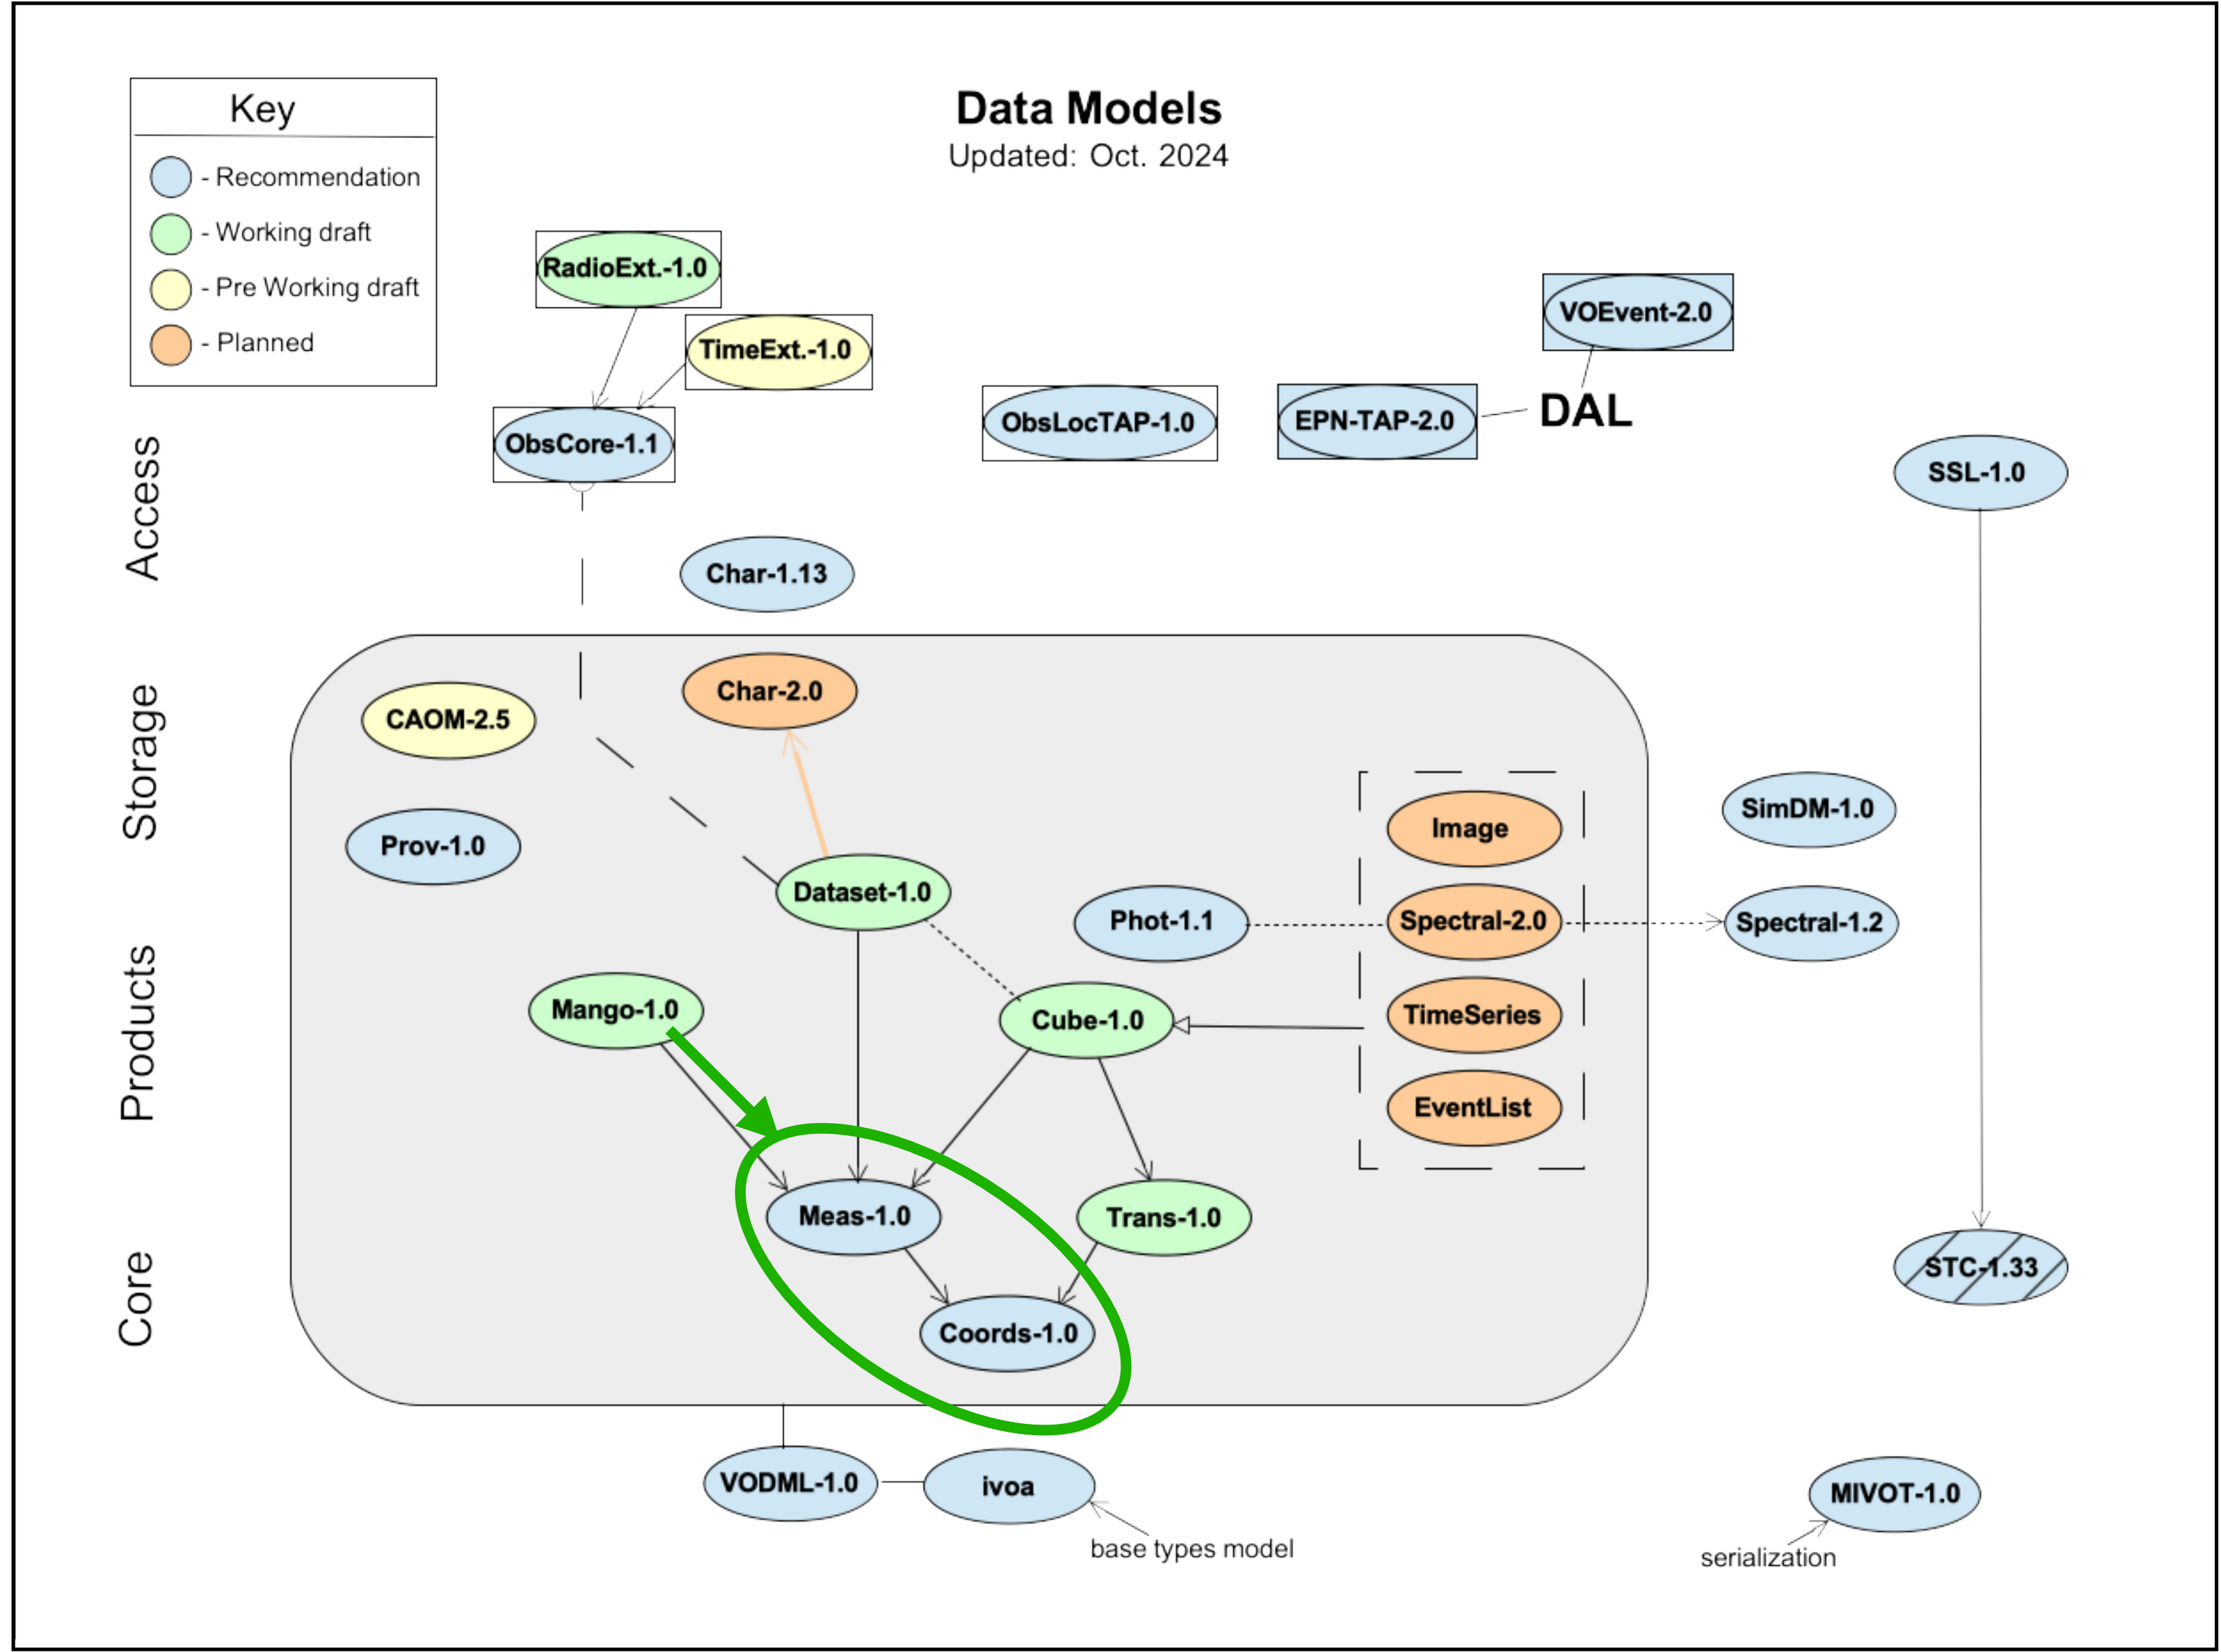 Data Models
Updated: Oct. 2024
Key
- Recommendation
- Working draft
- Pre Working draft
- Planned
RadioExt.-1.0
TimeExt.-1.0
VOEvent-2.0
ObsCore-1.1
ObsLocTAP-1.0
EPN-TAP-2.0
DAL
Access
SSL-1.0
Char-1.13
Storage
Char-2.0
CAOM-2.5
Prov-1.0
Image
SimDM-1.0
Dataset-1.0
Phot-1.1
Spectral-2.0
Spectral-1.2
Products
Mango-1.0
Cube-1.0
TimeSeries
EventList
Core
Meas-1.0
Trans-1.0
STC-1.33
Coords-1.0
VODML-1.0
ivoa
MIVOT-1.0
base types model
serialization